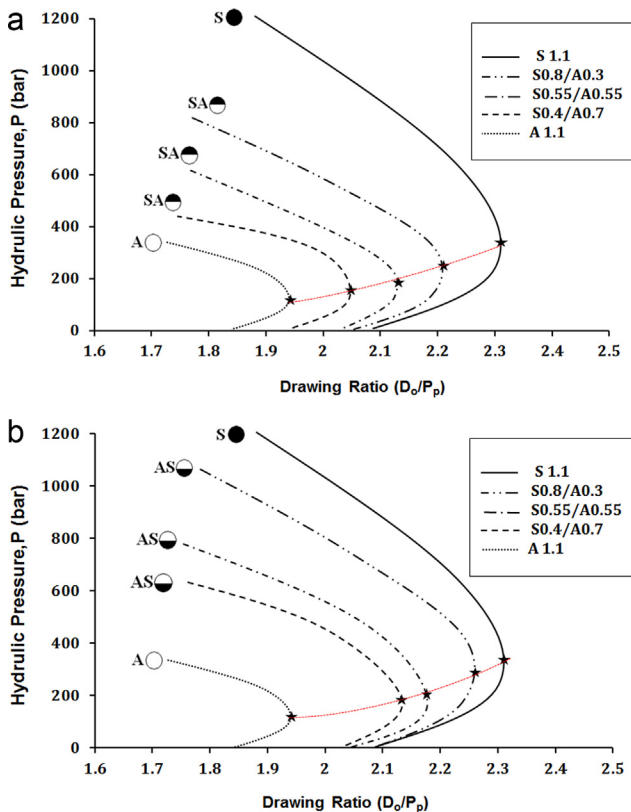 a
Hydrulic Pressure,P (bar)
1200
1000
800
600
400
200
0
S
SA
SA
SA
A
S 1.1
S0.8/A0.3
S0.55/A0.55
S0.4/A0.7
A 1.1
1.6 1.7 1.8 1.9 2 2.1 2.2 2.3 2.4 2.5
Drawing Ratio (Do/Pp)
b
Hydrulic Pressure,P (bar)
1200
1000
800
600
400
200
0
S
AS
AS
AS
A
S 1.1
S0.8/A0.3
S0.55/A0.55
S0.4/A0.7
A 1.1
1.6 1.7 1.8 1.9 2 2.1 2.2 2.3 2.4 2.5
Drawing Ratio (Do/Pp)